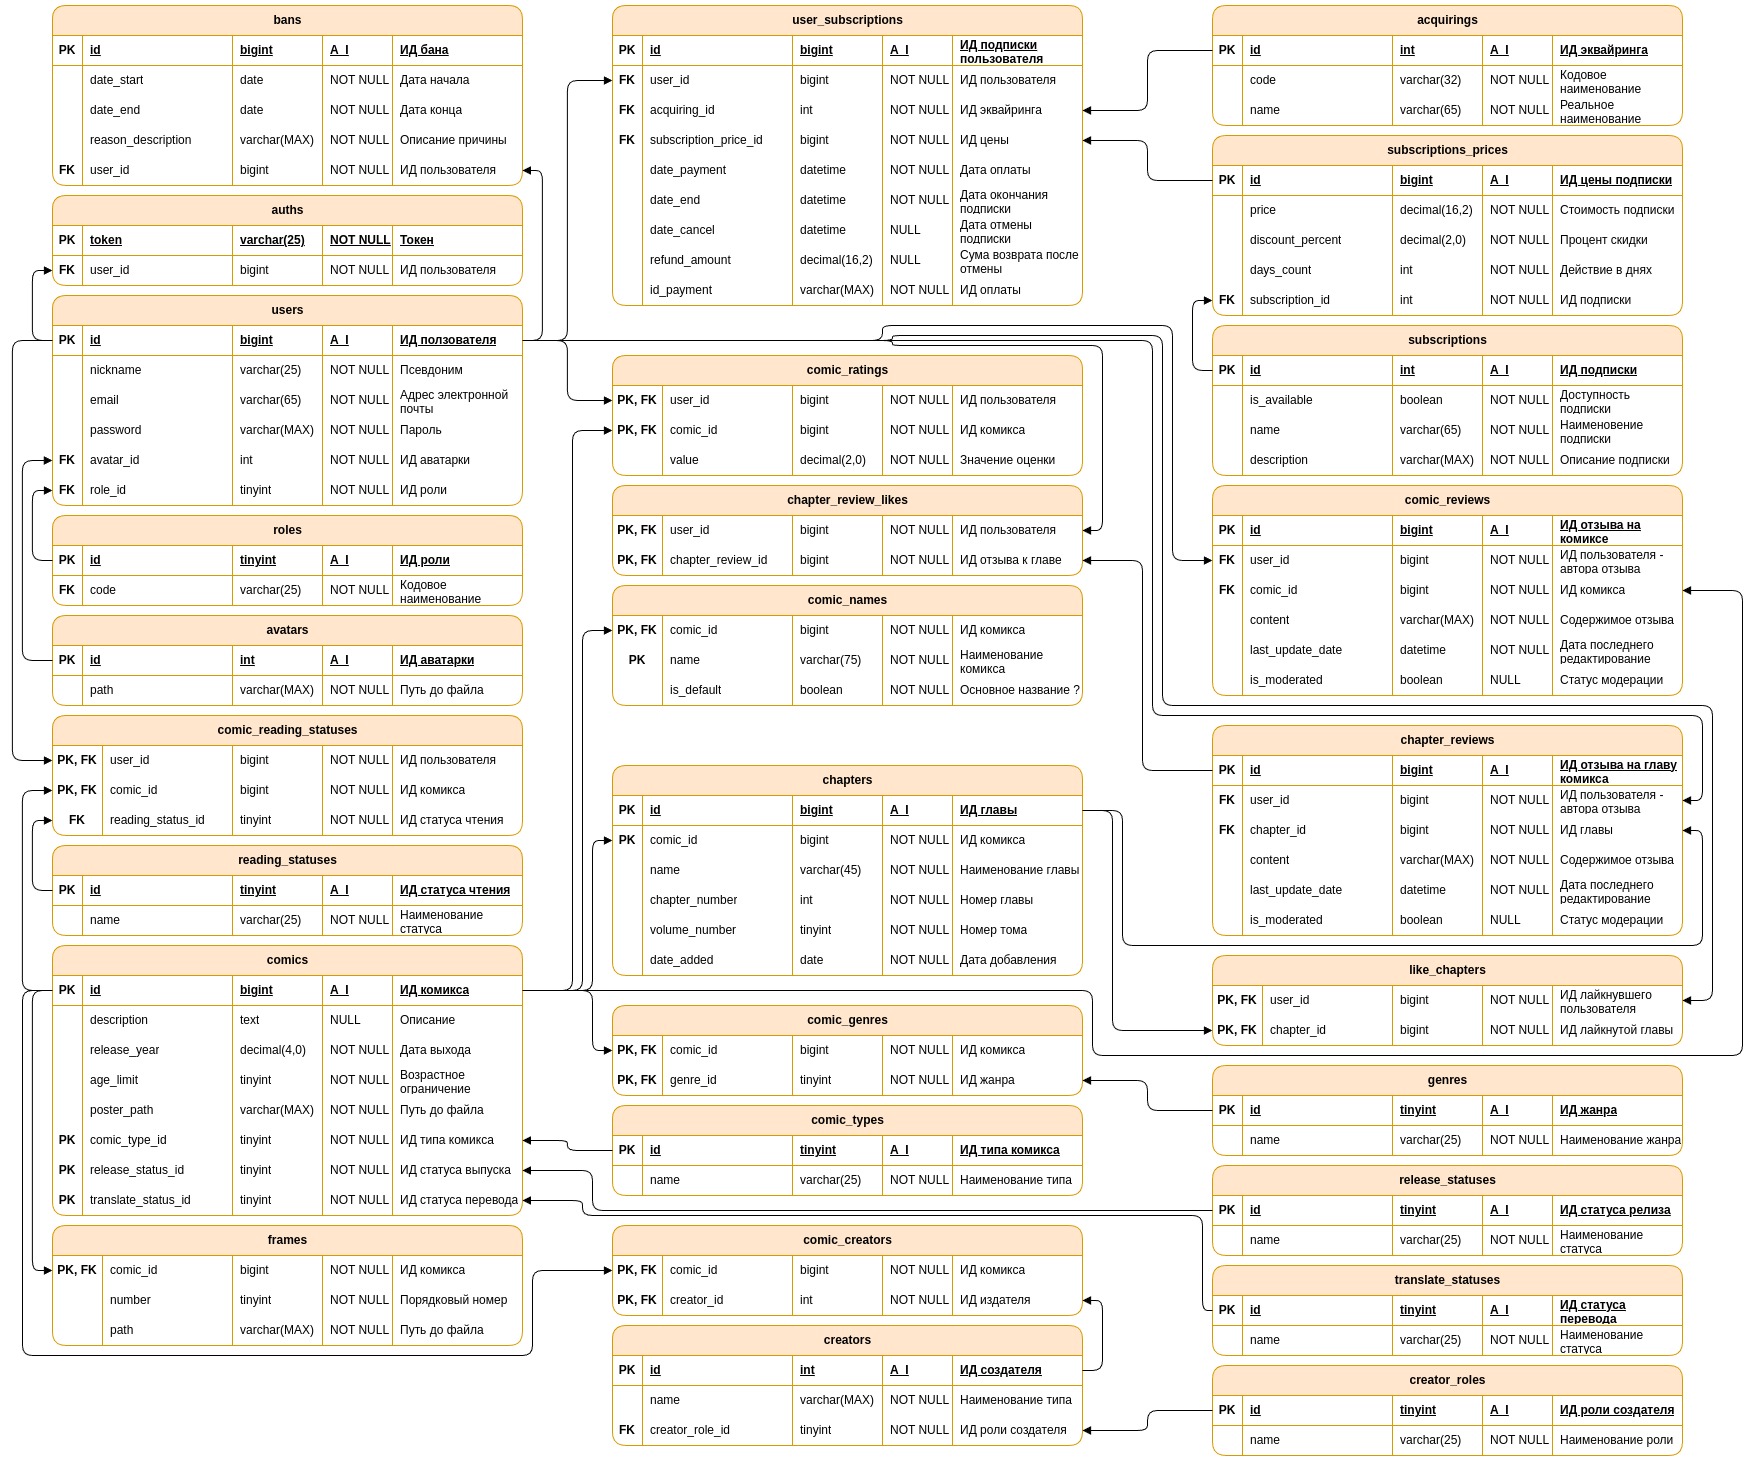 bans
PK id bigint A_I ИД бана
date_start date NOT NULL Дата начала
date_end date NOT NULL Дата конца
reason_description varchar(MAX) NOT NULL Описание причины
FK user_id bigint NOT NULL ИД пользователя
auths
PK token varchar(25) NOT NULL Токен
FK user_id bigint NOT NULL ИД пользователя
users
PK id bigint A_I ИД ползователя
nickname varchar(25) NOT NULL Псевдоним
email varchar(65) NOT NULL Адрес электронной
почты
password varchar(MAX) NOT NULL Пароль
FK avatar_id int NOT NULL ИД аватарки
FK role_id tinyint NOT NULL ИД роли
roles
PK id tinyint A_I ИД роли
FK code varchar(25) NOT NULL Кодовое
наименование
avatars
PK id int A_I ИД аватарки
path varchar(MAX) NOT NULL Путь до файла
comic_reading_statuses
PK, FK user_id bigint NOT NULL ИД пользователя
PK, FK comic_id bigint NOT NULL ИД комикса
FK reading_status_id tinyint NOT NULL ИД статуса чтения
reading_statuses
PK id tinyint A_I ИД статуса чтения
name varchar(25) NOT NULL Наименование
статуса
comics
PK id bigint A_I ИД комикса
description text NULL Описание
release_year decimal(4,0) NOT NULL Дата выхода
age_limit tinyint NOT NULL Возрастное
ограничение
poster_path varchar(MAX) NOT NULL Путь до файла
PK comic_type_id tinyint NOT NULL ИД типа комикса
PK release_status_id tinyint NOT NULL ИД статуса выпуска
PK translate_status_id tinyint NOT NULL ИД статуса перевода
frames
PK, FK comic_id bigint NOT NULL ИД комикса
number tinyint NOT NULL Порядковый номер
path varchar(MAX) NOT NULL Путь до файла
user_subscriptions
PK id bigint A_I ИД подписки
пользователя
FK user_id bigint NOT NULL ИД пользователя
FK acquiring_id int NOT NULL ИД эквайринга
FK subscription_price_id bigint NOT NULL ИД цены
date_payment datetime NOT NULL Дата оплаты
date_end datetime NOT NULL Дата окончания
подписки
date_cancel datetime NULL Дата отмены
подписки
refund_amount decimal(16,2) NULL Сума возврата после
отмены
id_payment varchar(MAX) NOT NULL ИД оплаты
comic_ratings
PK, FK user_id bigint NOT NULL ИД пользователя
PK, FK comic_id bigint NOT NULL ИД комикса
value decimal(2,0) NOT NULL Значение оценки
chapter_review_likes
PK, FK user_id bigint NOT NULL ИД пользователя
PK, FK chapter_review_id bigint NOT NULL ИД отзыва к главе
comic_names
PK, FK comic_id bigint NOT NULL ИД комикса
PK name varchar(75) NOT NULL Наименование
комикса
is_default boolean NOT NULL Основное название ?
chapters
PK id bigint A_I ИД главы
PK comic_id bigint NOT NULL ИД комикса
name varchar(45) NOT NULL Наименование главы
chapter_number int NOT NULL Номер главы
volume_number tinyint NOT NULL Номер тома
date_added date NOT NULL Дата добавления
comic_genres
PK, FK comic_id bigint NOT NULL ИД комикса
PK, FK genre_id tinyint NOT NULL ИД жанра
comic_types
PK id tinyint A_I ИД типа комикса
name varchar(25) NOT NULL Наименование типа
comic_creators
PK, FK comic_id bigint NOT NULL ИД комикса
PK, FK creator_id int NOT NULL ИД издателя
creators
PK id int A_I ИД создателя
name varchar(MAX) NOT NULL Наименование типа
FK creator_role_id tinyint NOT NULL ИД роли создателя
acquirings
PK id int A_I ИД эквайринга
code varchar(32) NOT NULL Кодовое
наименование
name varchar(65) NOT NULL Реальное
наименование
subscriptions_prices
PK id bigint A_I ИД цены подписки
price decimal(16,2) NOT NULL Стоимость подписки
discount_percent decimal(2,0) NOT NULL Процент скидки
days_count int NOT NULL Действие в днях
FK subscription_id int NOT NULL ИД подписки
subscriptions
PK id int A_I ИД подписки
is_available boolean NOT NULL Доступность
подписки
name varchar(65) NOT NULL Наименовение
подписки
description varchar(MAX) NOT NULL Описание подписки
comic_reviews
PK id bigint A_I ИД отзыва на
комиксе
FK user_id bigint NOT NULL ИД пользователя -
автора отзыва
FK comic_id bigint NOT NULL ИД комикса
content varchar(MAX) NOT NULL Содержимое отзыва
last_update_date datetime NOT NULL Дата последнего
редактирование
is_moderated boolean NULL Статус модерации
chapter_reviews
PK id bigint A_I ИД отзыва на главу
комикса
FK user_id bigint NOT NULL ИД пользователя -
автора отзыва
FK chapter_id bigint NOT NULL ИД главы
content varchar(MAX) NOT NULL Содержимое отзыва
last_update_date datetime NOT NULL Дата последнего
редактирование
is_moderated boolean NULL Статус модерации
like_chapters
PK, FK user_id bigint NOT NULL ИД лайкнувшего
пользователя
PK, FK chapter_id bigint NOT NULL ИД лайкнутой главы
genres
PK id tinyint A_I ИД жанра
name varchar(25) NOT NULL Наименование жанра
release_statuses
PK id tinyint A_I ИД статуса релиза
name varchar(25) NOT NULL Наименование
статуса
translate_statuses
PK id tinyint A_I ИД статуса
перевода
name varchar(25) NOT NULL Наименование
статуса
creator_roles
PK id tinyint A_I ИД роли создателя
name varchar(25) NOT NULL Наименование роли